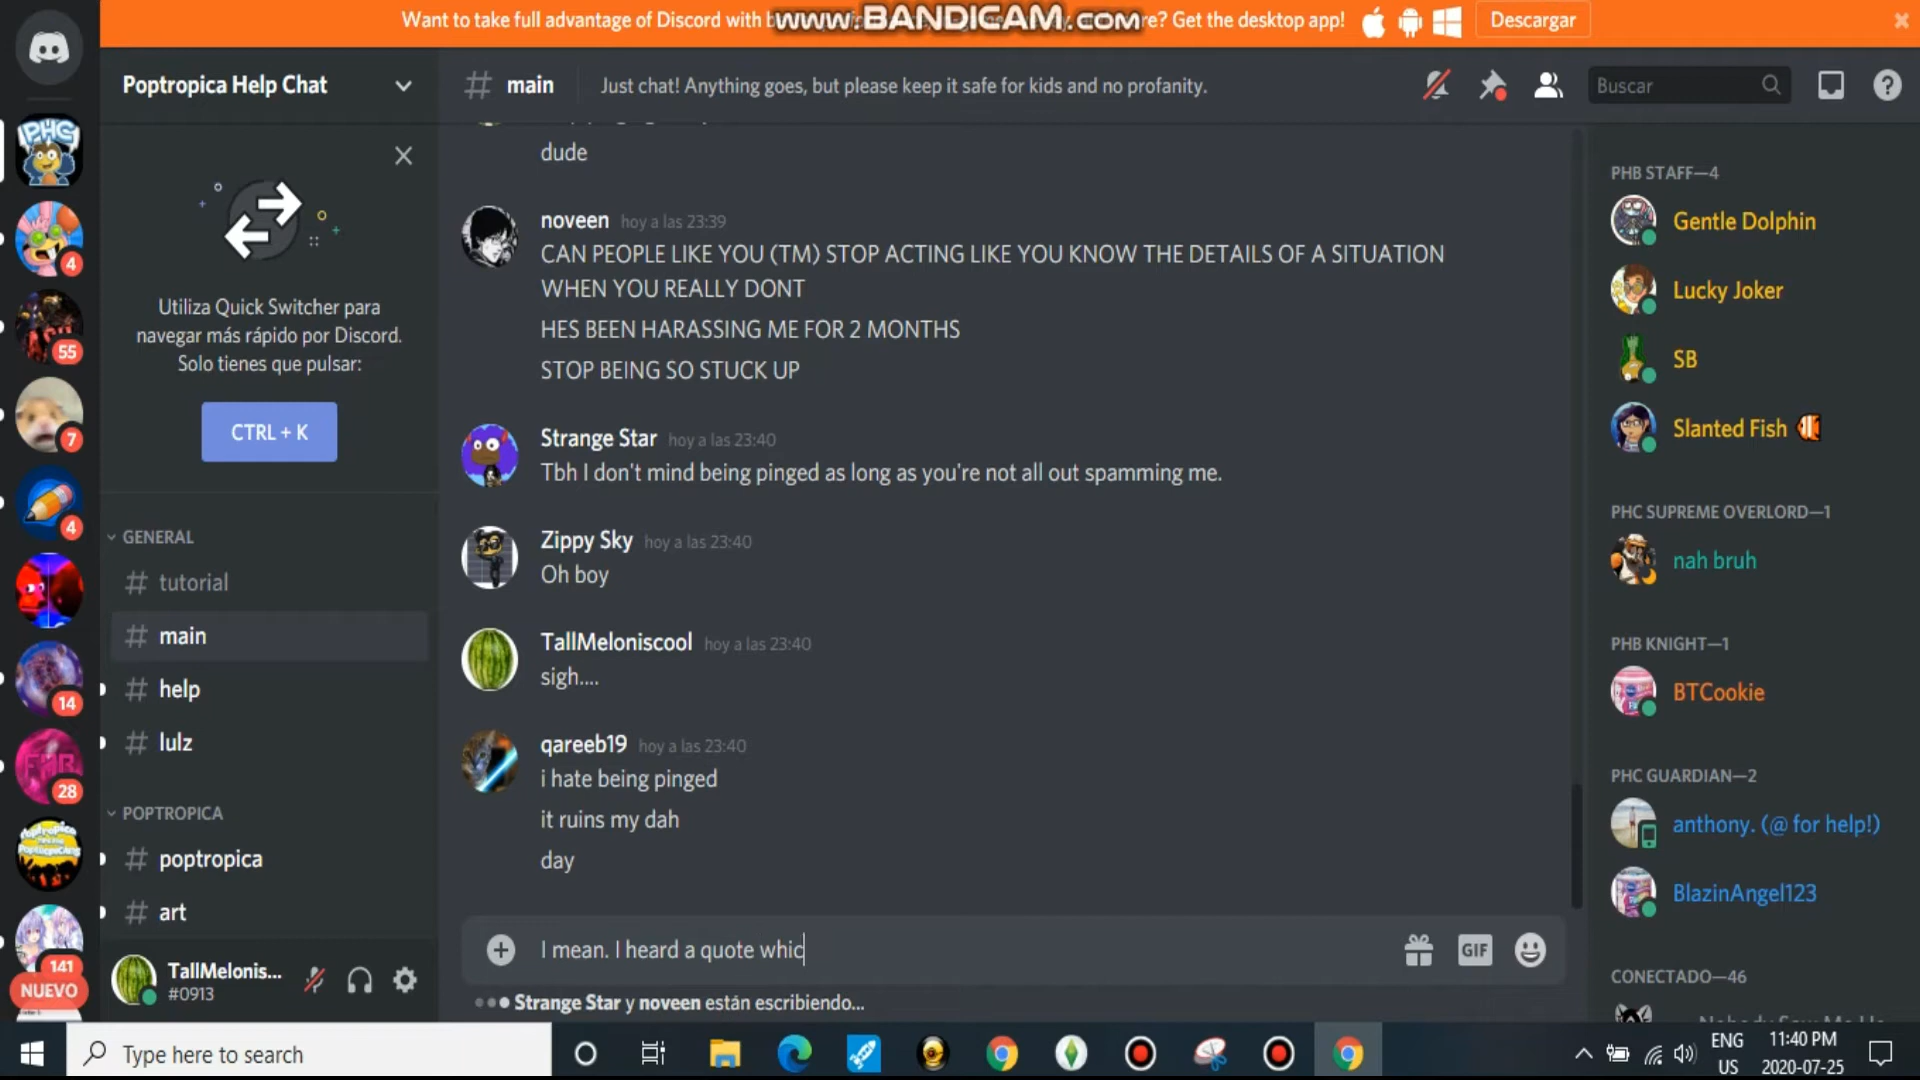 Want to take full advantage of Discord with b
www.BANDICAM.com
re? Get the desktop app!
Descargar
Poptropica Help Chat
main
Just chat! Anything goes, but please keep it safe for kids and no profanity.
Buscar
PHC
4
55
7
4
14
28
141
NUEVO
Utiliza Quick Switcher para
navegar más rápido por Discord.
Solo tienes que pulsar:
CTRL + K
GENERAL
tutorial
main
help
lulz
POPTROPICA
poptropica
art
TallMelonis...
#0913
dude
noveen hoy a las 23:39
CAN PEOPLE LIKE YOU (TM) STOP ACTING LIKE YOU KNOW THE DETAILS OF A SITUATION
WHEN YOU REALLY DONT
HES BEEN HARASSING ME FOR 2 MONTHS
STOP BEING SO STUCK UP
Strange Star hoy a las 23:40
Tbh I don't mind being pinged as long as you're not all out spamming me.
Zippy Sky hoy a las 23:40
Oh boy
TallMeloniscool hoy a las 23:40
sigh....
qareeb19 hoy a las 23:40
i hate being pinged
it ruins my dah
day
I mean. I heard a quote whic
GIF
Strange Star y noveen están escribiendo...
PHB STAFF—4
Gentle Dolphin
Lucky Joker
SB
Slanted Fish
PHC SUPREME OVERLORD—1
nah bruh
PHB KNIGHT—1
BTCookie
PHC GUARDIAN—2
anthony. (@ for help!)
BlazinAngel123
CONECTADO—46
Type here to search
ENG
US
11:40 PM
2020-07-25